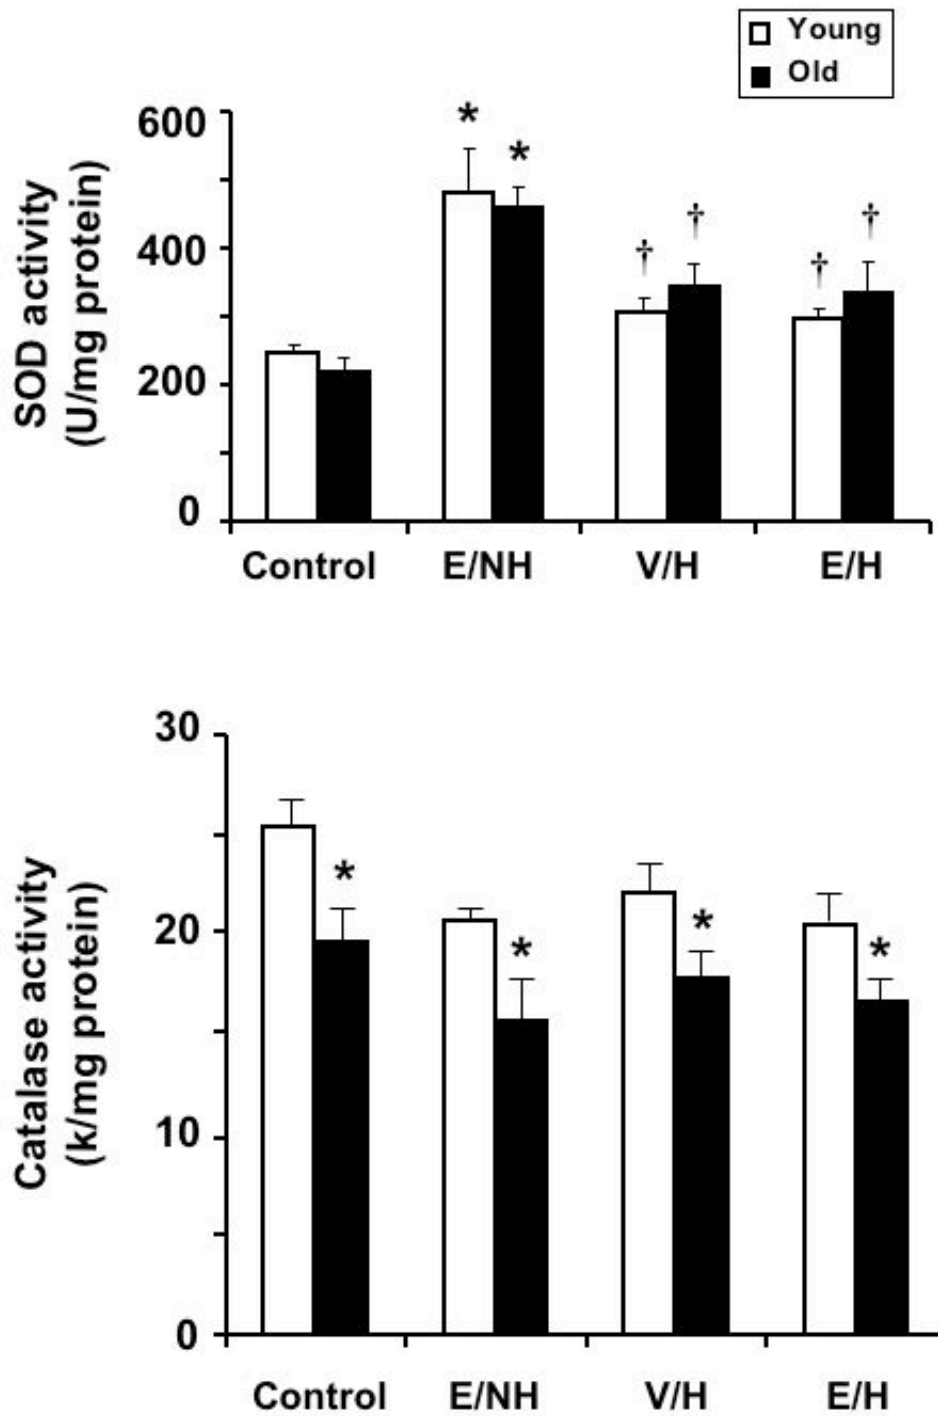 Young
Old
SOD activity
(U/mg protein)
600
400
200
0
* * † † † †
Control E/NH V/H E/H
Catalase activity
(k/mg protein)
30
20
10
0
* * * *
Control E/NH V/H E/H